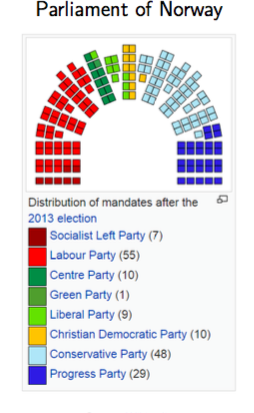 Parliament of Norway
Distribution of mandates after the
2013 election
Socialist Left Party (7)
Labour Party (55)
Centre Party (10)
Green Party (1)
Liberal Party (9)
Christian Democratic Party (10)
Conservative Party (48)
Progress Party (29)